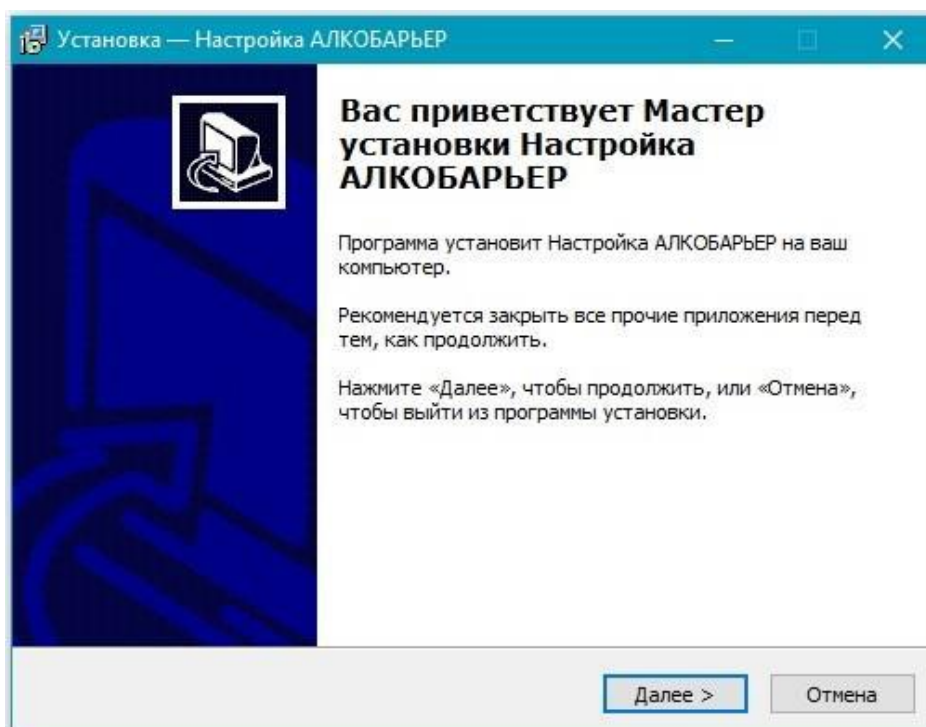 Установка — Настройка АЛКОБАРЬЕР
Вас приветствует Мастер
установки Настройка
АЛКОБАРЬЕР
Программа установит Настройка АЛКОБАРЬЕР на ваш
компьютер.
Рекомендуется закрыть все прочие приложения перед
тем, как продолжить.
Нажмите «Далее», чтобы продолжить, или «Отмена»,
чтобы выйти из программы установки.
Далее >
Отмена